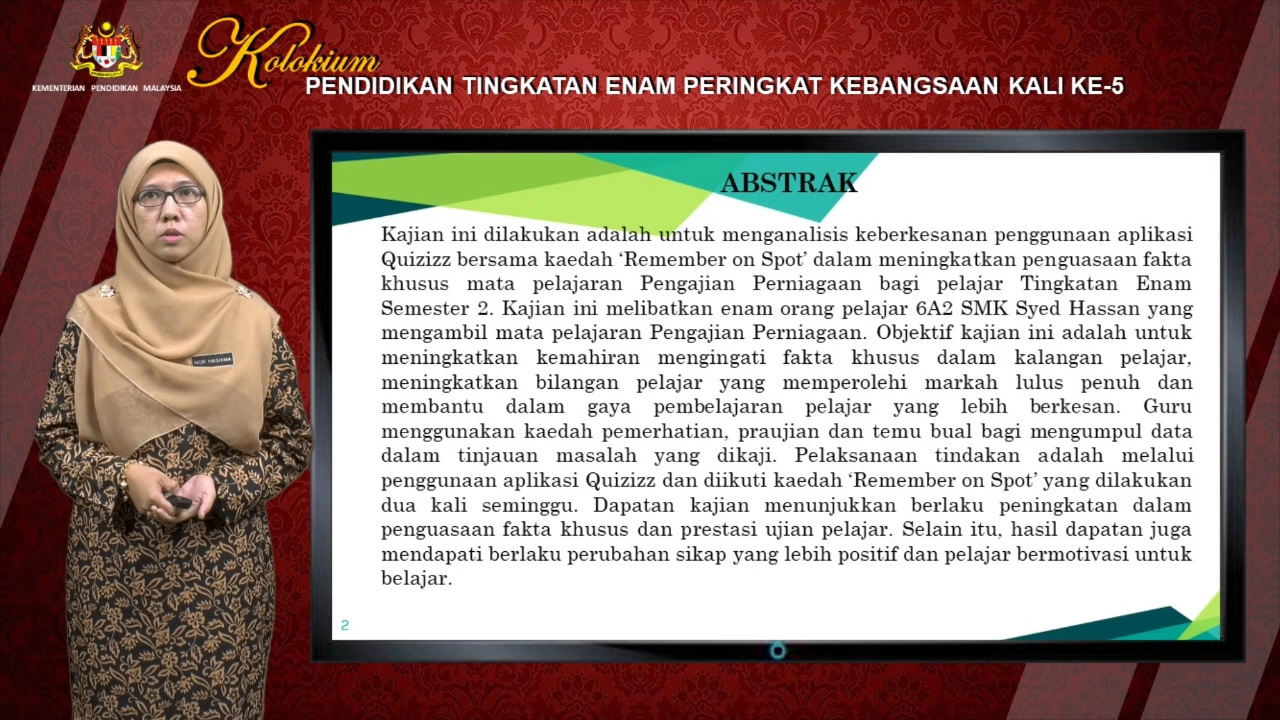 Kolokium
KEMENTERIAN PENDIDIKAN MALAYSIA
PENDIDIKAN TINGKATAN ENAM PERINGKAT KEBANGSAAN KALI KE-5
NOR HASHIMA
ABSTRAK
Kajian ini dilakukan adalah untuk menganalisis keberkesanan penggunaan aplikasi
Quizizz bersama kaedah ‘Remember on Spot’ dalam meningkatkan penguasaan fakta
khusus mata pelajaran Pengajian Perniagaan bagi pelajar Tingkatan Enam
Semester 2. Kajian ini melibatkan enam orang pelajar 6A2 SMK Syed Hassan yang
mengambil mata pelajaran Pengajian Perniagaan. Objektif kajian ini adalah untuk
meningkatkan kemahiran mengingati fakta khusus dalam kalangan pelajar,
meningkatkan bilangan pelajar yang memperolehi markah lulus penuh dan
membantu dalam gaya pembelajaran pelajar yang lebih berkesan. Guru
menggunakan kaedah pemerhatian, praujian dan temu bual bagi mengumpul data
dalam tinjauan masalah yang dikaji. Pelaksanaan tindakan adalah melalui
penggunaan aplikasi Quizizz dan diikuti kaedah ‘Remember on Spot’ yang dilakukan
dua kali seminggu. Dapatan kajian menunjukkan berlaku peningkatan dalam
penguasaan fakta khusus dan prestasi ujian pelajar. Selain itu, hasil dapatan juga
mendapati berlaku perubahan sikap yang lebih positif dan pelajar bermotivasi untuk
belajar.
2